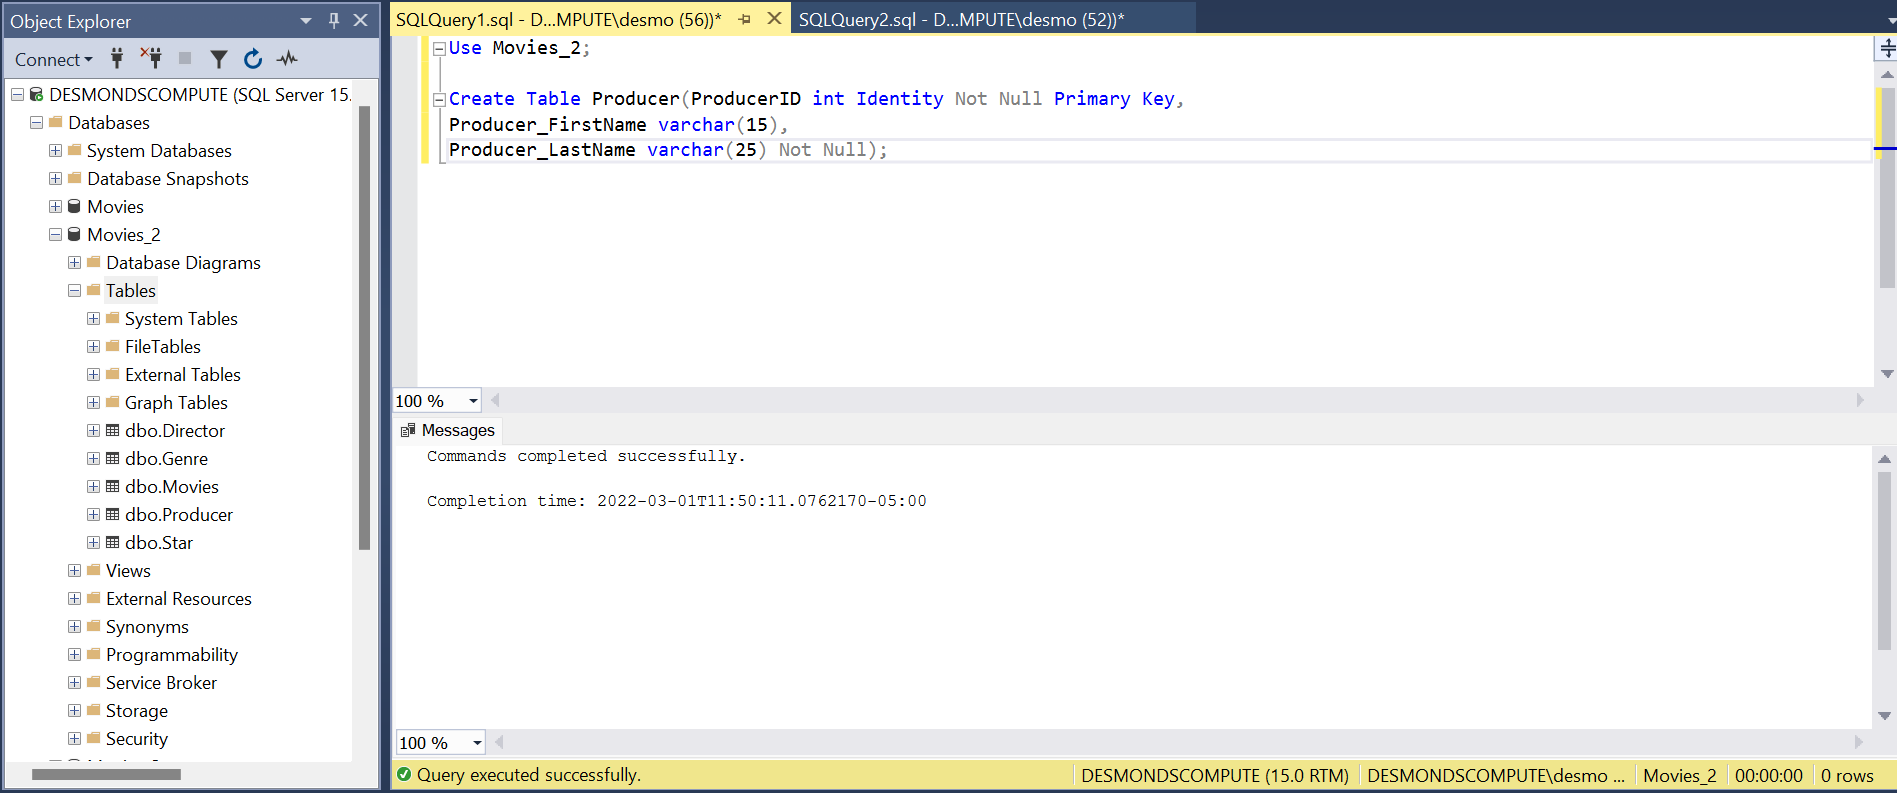 Object Explorer
Connect
DESMONDSCOMPUTE (SQL Server 15.
Databases
System Databases
Database Snapshots
Movies
Movies_2
Database Diagrams
Tables
System Tables
FileTables
External Tables
Graph Tables
dbo.Director
dbo.Genre
dbo.Movies
dbo.Producer
dbo.Star
Views
External Resources
Synonyms
Programmability
Service Broker
Storage
Security
SQLQuery1.sql - D...MPUTE\desmo (56))*
SQLQuery2.sql - D...MPUTE\desmo (52))*
Use Movies_2;
Create Table Producer(ProducerID int Identity Not Null Primary Key,
Producer_FirstName varchar(15),
Producer_LastName varchar(25) Not Null);
100 %
Messages
Commands completed successfully.
Completion time: 2022-03-01T11:50:11.0762170-05:00
100 %
Query executed successfully.
DESMONDSCOMPUTE (15.0 RTM)
DESMONDSCOMPUTE\desmo ...
Movies_2
00:00:00
0 rows